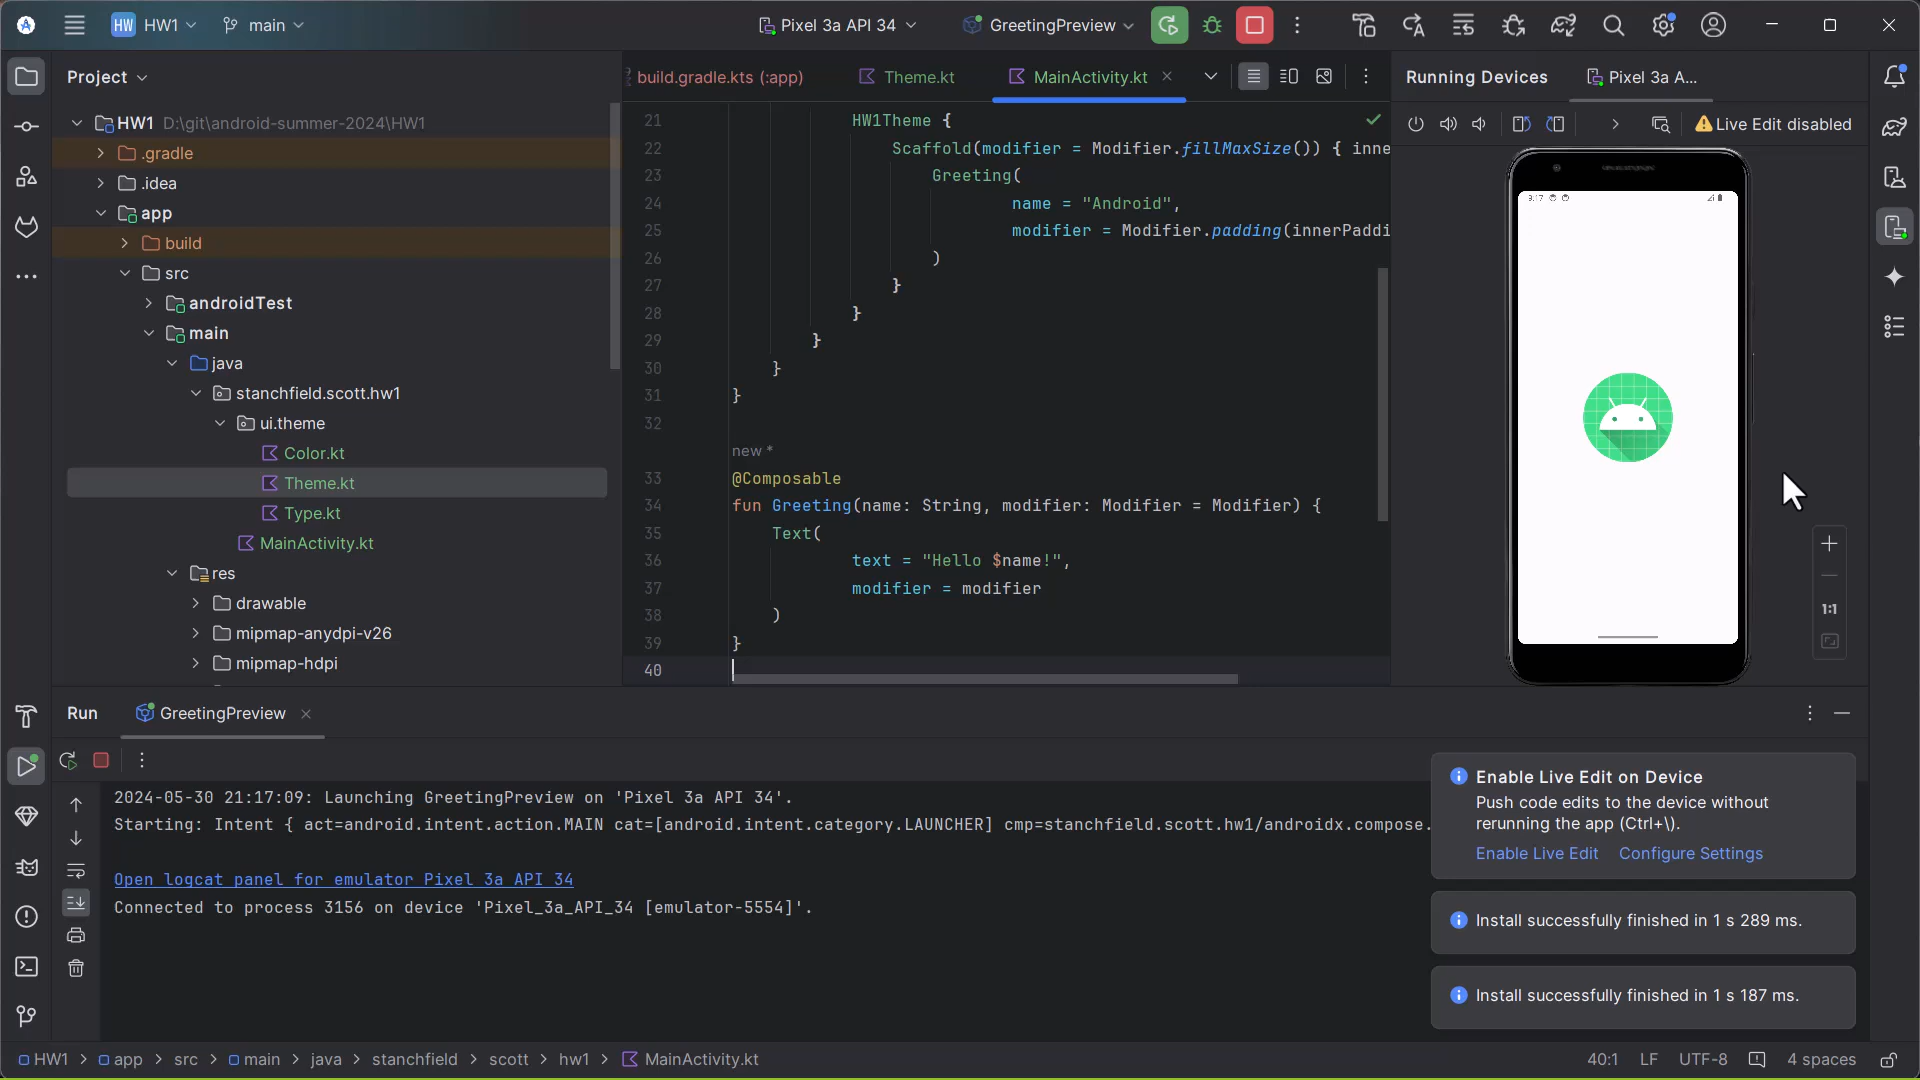 HW HW1 main Pixel 3a API 34 GreetingPreview
Project
build.gradle.kts (:app) Theme.kt MainActivity.kt
Running Devices Pixel 3a A...
Live Edit disabled
HW1 D:\git\android-summer-2024\HW1
.gradle
.idea
app
build
src
androidTest
main
java
stanchfield.scott.hw1
ui.theme
Color.kt
Theme.kt
Type.kt
MainActivity.kt
res
drawable
mipmap-anydpi-v26
mipmap-hdpi
21 HW1Theme {
22 Scaffold(modifier = Modifier.fillMaxSize()) { inne
23 Greeting(
24 name = "Android",
25 modifier = Modifier.padding(innerPaddi
26 )
27 }
28 }
29 }
30 }
31 }
32
new *
33 @Composable
34 fun Greeting(name: String, modifier: Modifier = Modifier) {
35 Text(
36 text = "Hello $name!",
37 modifier = modifier
38 )
39 }
40
9:17
1:1
Run GreetingPreview
2024-05-30 21:17:09: Launching GreetingPreview on 'Pixel 3a API 34'.
Starting: Intent { act=android.intent.action.MAIN cat=[android.intent.category.LAUNCHER] cmp=stanchfield.scott.hw1/androidx.compose.
Open logcat panel for emulator Pixel 3a API 34
Connected to process 3156 on device 'Pixel_3a_API_34 [emulator-5554]'.
Enable Live Edit on Device
Push code edits to the device without
rerunning the app (Ctrl+\).
Enable Live Edit Configure Settings
Install successfully finished in 1 s 289 ms.
Install successfully finished in 1 s 187 ms.
HW1 > app > src > main > java > stanchfield > scott > hw1 > MainActivity.kt
40:1 LF UTF-8 4 spaces